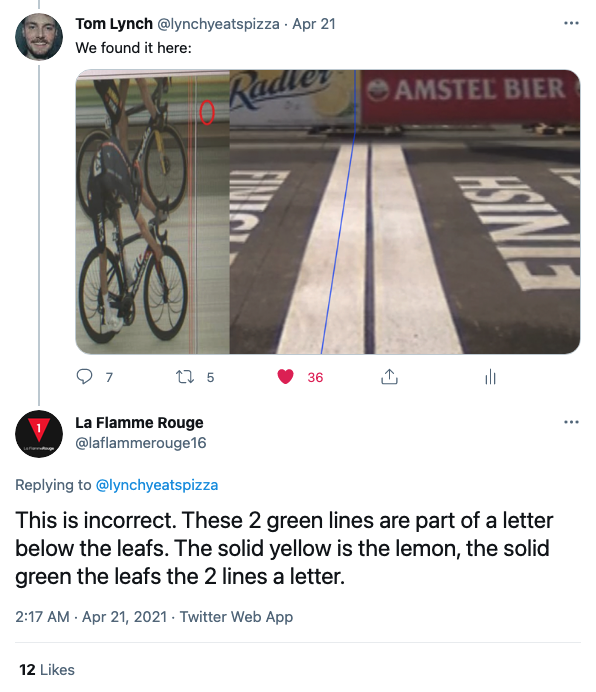 Tom Lynch @lynchyeatspizza · Apr 21
We found it here:
Radler
AMSTEL BIER
FINISH
FINISH
7 5 36
La Flamme Rouge
@laflammerouge16
Replying to @lynchyeatspizza
This is incorrect. These 2 green lines are part of a letter
below the leafs. The solid yellow is the lemon, the solid
green the leafs the 2 lines a letter.
2:17 AM · Apr 21, 2021 · Twitter Web App
12 Likes